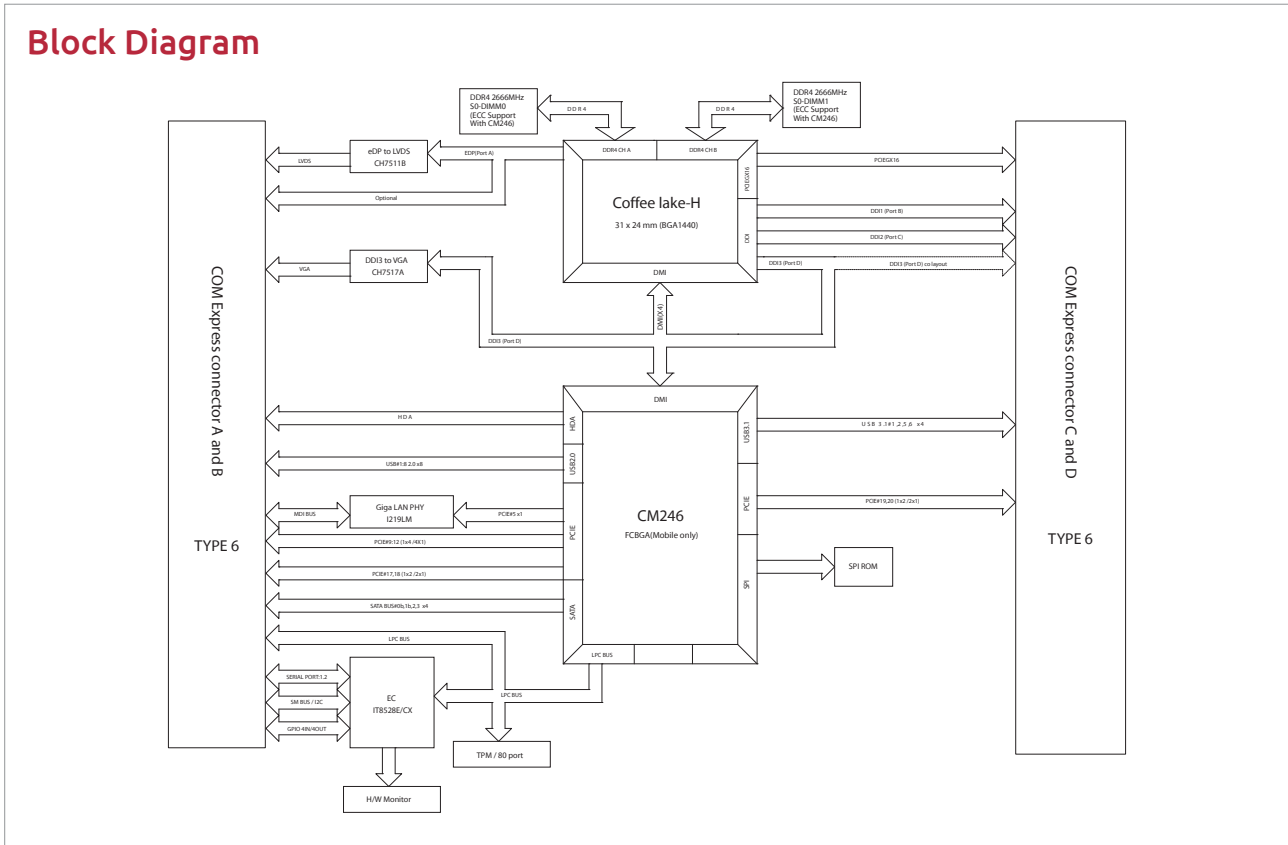 Block Diagram
DDR4 2666MHz
S0-DIMM0
(ECC Support
With CM246)
DDR4 2666MHz
S0-DIMM1
(ECC Support
With CM246)
DDR4
DDR4
COM Express connector A and B
TYPE 6
COM Express connector C and D
TYPE 6
LVDS
eDP to LVDS
CH7511B
EDP(Port A)
Optional
VGA
DDI3 to VGA
CH7517A
DDI3 (Port D)
DDR4 CH A
DDR4 CH B
PCIEGX16
DDI
Coffee lake-H
31 x 24 mm (BGA1440)
DMI
PCIEGX16
DDI1 (Port B)
DDI2 (Port C)
DDI3 (Port D)
DDI3 (Port D) co layout
DMI(X4)
DMI
HDA
USB2.0
PCIE
SATA
USB3.1
PCIE
SPI
CM246
FCBGA(Mobile only)
LPC BUS
HDA
USB#1:8 2.0 x8
MDI BUS
Giga LAN PHY
I219LM
PCIE#5 x1
PCIE#9:12 (1x4 /4X1)
PCIE#17,18 (1x2 /2x1)
SATA BUS#0b,1b,2,3 x4
LPC BUS
SERIAL PORT:1.2
SM BUS / I2C
GPIO 4IN/4OUT
EC
IT8528E/CX
LPC BUS
TPM / 80 port
H/W Monitor
USB 3.1#1,2,5,6 x4
PCIE#19,20 (1x2 /2x1)
SPI ROM